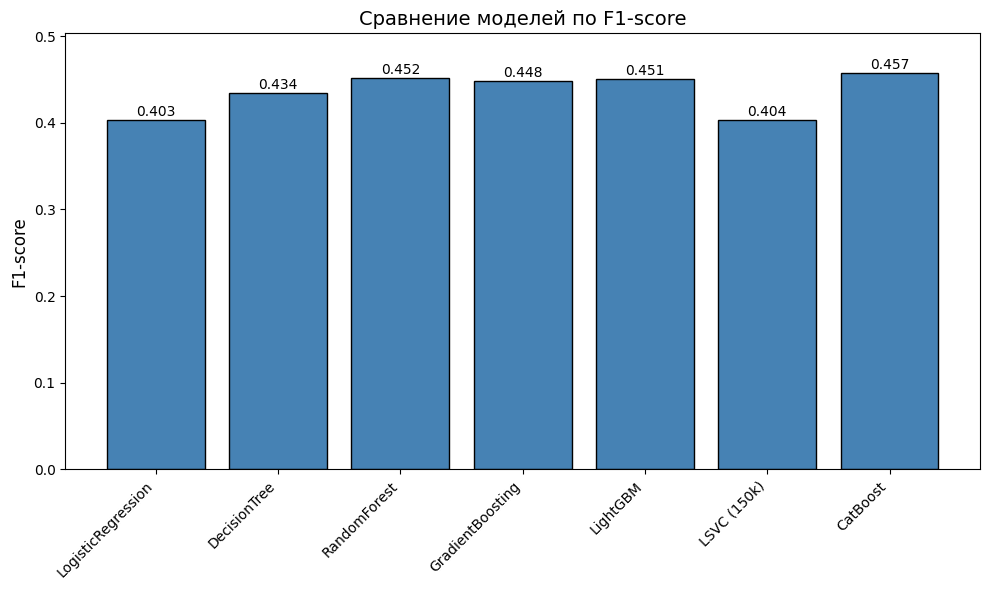 Сравнение моделей по F1-score
F1-score
0.5
0.4
0.3
0.2
0.1
0.0
0.403
0.434
0.452
0.448
0.451
0.404
0.457
LogisticRegression
DecisionTree
RandomForest
GradientBoosting
LightGBM
LSVC (150k)
CatBoost